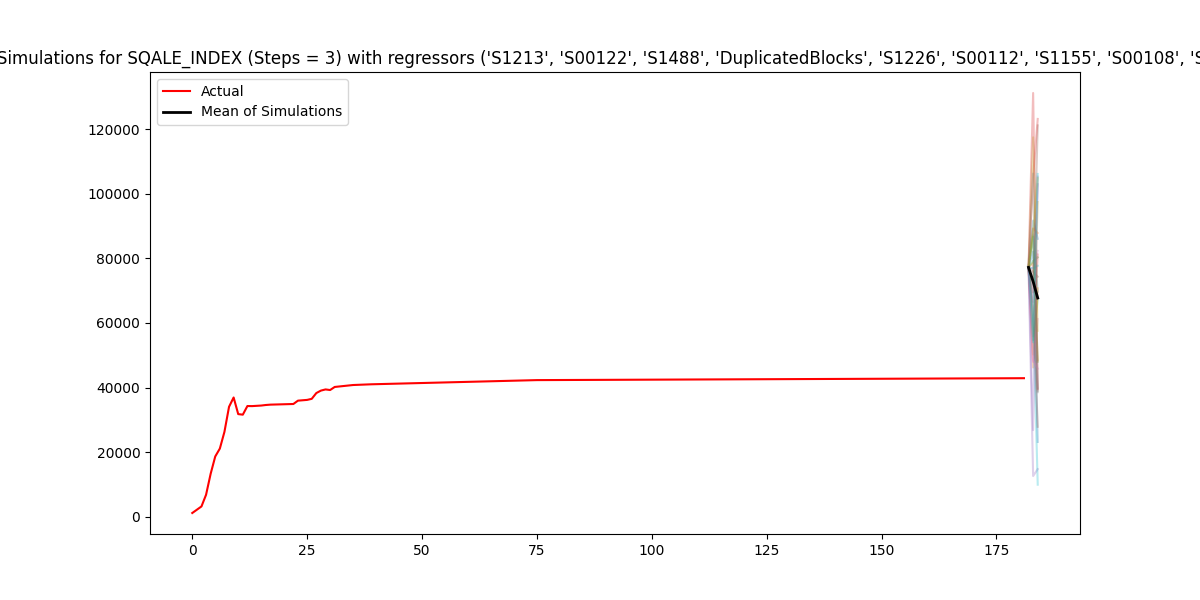 Simulations for SQALE_INDEX (Steps = 3) with regressors ('S1213', 'S00122', 'S1488', 'DuplicatedBlocks', 'S1226', 'S00112', 'S1155', 'S00108', 'S
Actual
Mean of Simulations
120000
100000
80000
60000
40000
20000
0
0 25 50 75 100 125 150 175